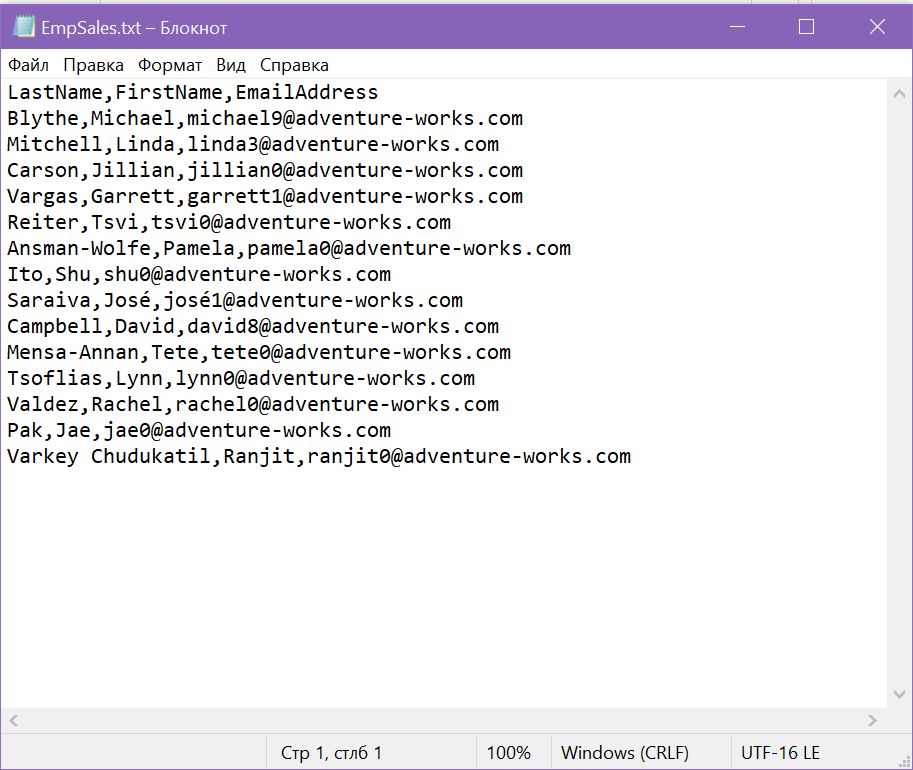 EmpSales.txt – Блокнот
Файл Правка Формат Вид Справка
LastName,FirstName,EmailAddress
Blythe,Michael,michael9@adventure-works.com
Mitchell,Linda,linda3@adventure-works.com
Carson,Jillian,jillian0@adventure-works.com
Vargas,Garrett,garrett1@adventure-works.com
Reiter,Tsvi,tsvi0@adventure-works.com
Ansman-Wolfe,Pamela,pamela0@adventure-works.com
Ito,Shu,shu0@adventure-works.com
Saraiva,José,josé1@adventure-works.com
Campbell,David,david8@adventure-works.com
Mensa-Annan,Tete,tete0@adventure-works.com
Tsoflias,Lynn,lynn0@adventure-works.com
Valdez,Rachel,rachel0@adventure-works.com
Pak,Jae,jae0@adventure-works.com
Varkey Chudukatil,Ranjit,ranjit0@adventure-works.com
Стр 1, стлб 1 100% Windows (CRLF) UTF-16 LE